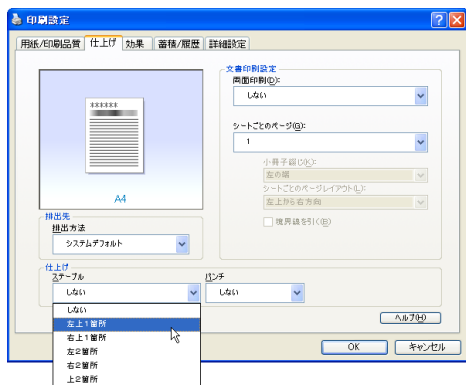 印刷設定
用紙/印刷品質 仕上げ 効果 蓄積/履歴 詳細設定
******
A4
文書印刷設定
両面印刷(D):
しない
シートごとのページ(G):
1
小冊子綴じ(K):
左の端
シートごとのページレイアウト(L):
左上から右方向
境界線を引く(B)
排出先
排出方法
システムデフォルト
仕上げ
ステープル
しない
パンチ
しない
しない
左上1箇所
右上1箇所
左2箇所
右2箇所
上2箇所
ヘルプ(H)
OK
キャンセル